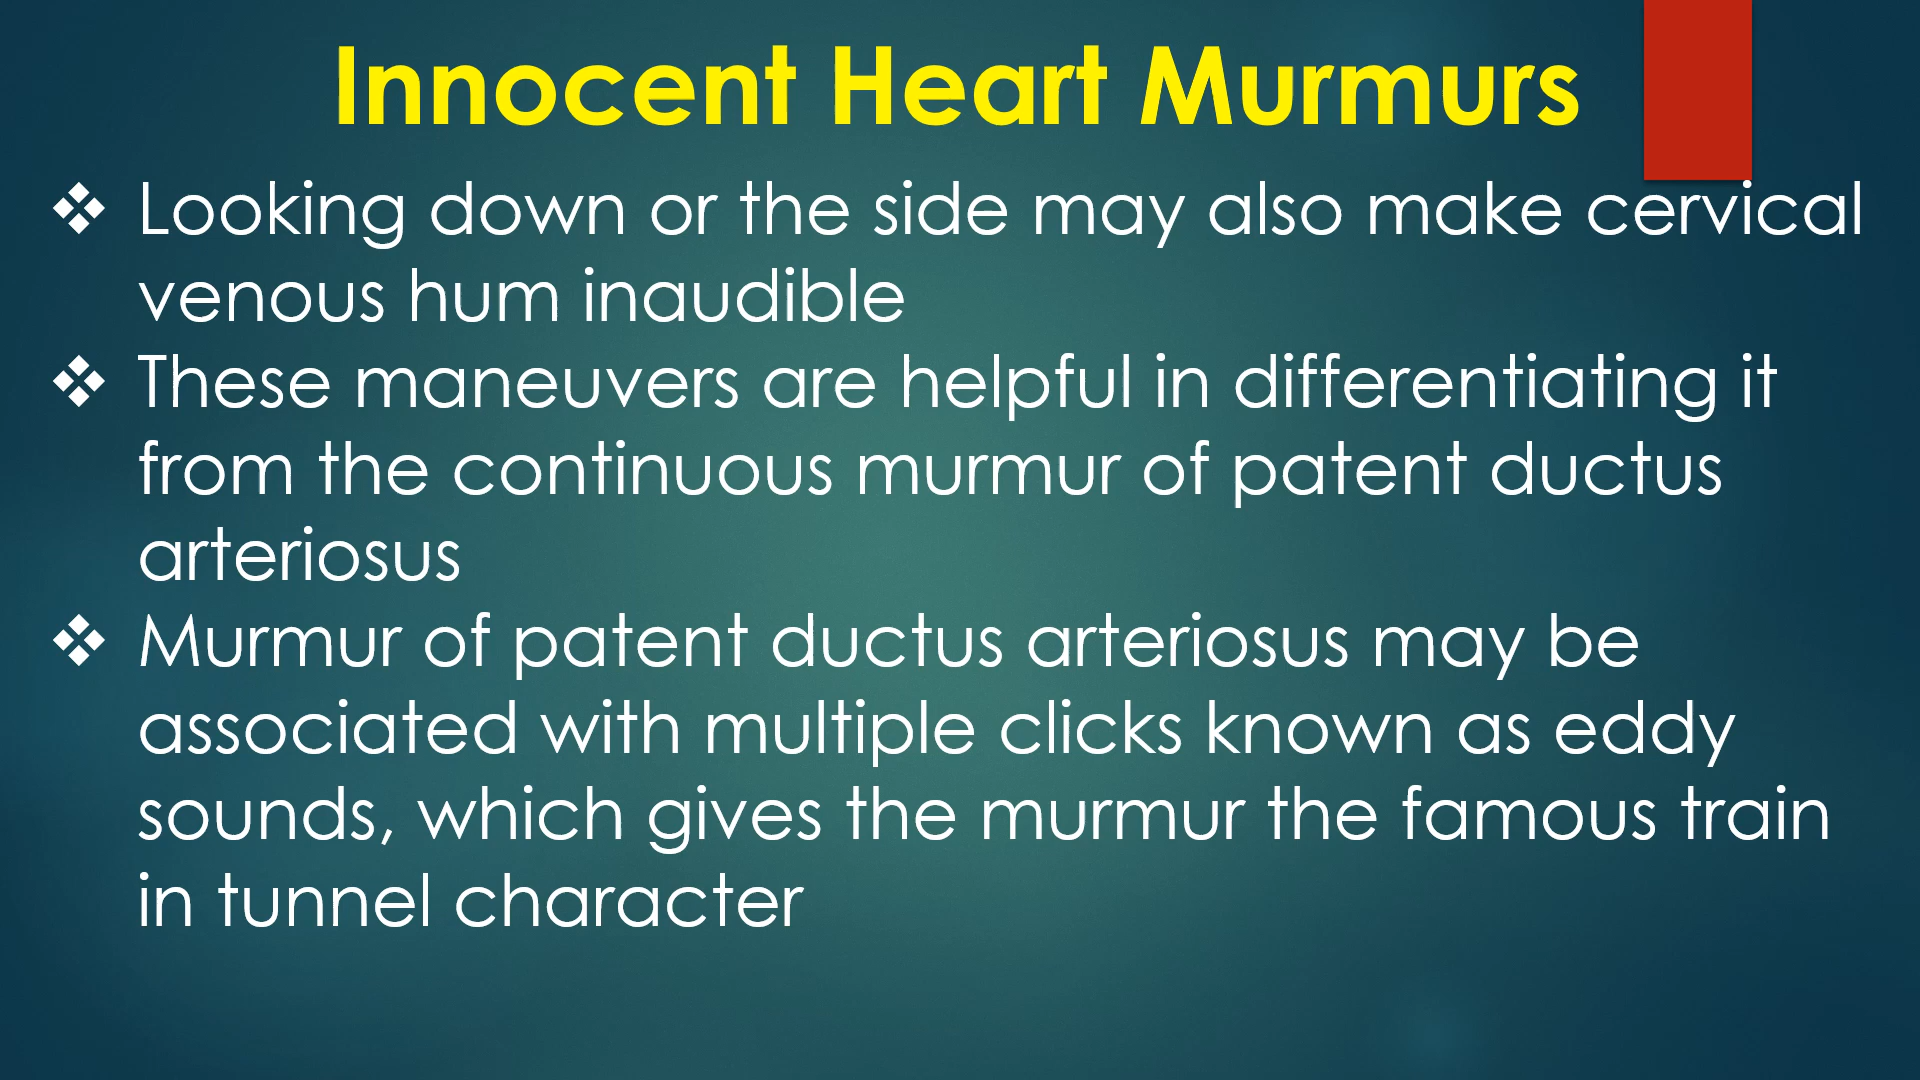 Innocent Heart Murmurs
❖ Looking down or the side may also make cervical
venous hum inaudible
❖ These maneuvers are helpful in differentiating it
from the continuous murmur of patent ductus
arteriosus
❖ Murmur of patent ductus arteriosus may be
associated with multiple clicks known as eddy
sounds, which gives the murmur the famous train
in tunnel character